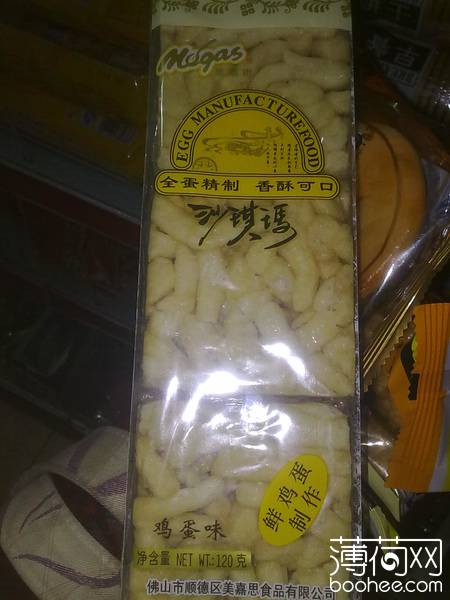 Mogas
EGG MANUFACTUREFOOD
全蛋精制 香酥可口
沙琪瑪
鲜鸡蛋
制作
鸡蛋味
净含量 NET WT:120克
佛山市顺德区美嘉思食品有限公司
薄荷网
boohee.com